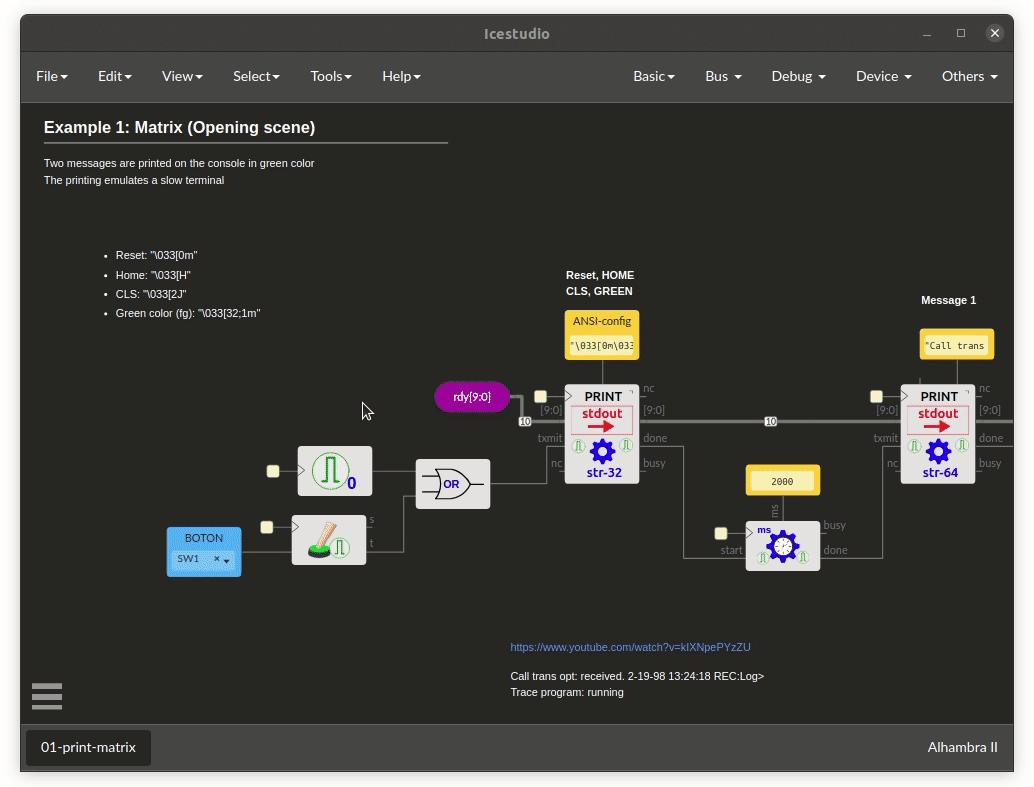 Icestudio
File Edit View Select Tools Help Basic Bus Debug Device Others
Example 1: Matrix (Opening scene)
Two messages are printed on the console in green color
The printing emulates a slow terminal
• Reset: "\033[0m"
• Home: "\033[H"
• CLS: "\033[2J"
• Green color (fg): "\033[32;1m"
Reset, HOME
CLS, GREEN
ANSI-config
"\033[0m\033
Message 1
"Call trans
rdy[9:0]
10
PRINT
stdout
str-32
[9:0]
txmit
nc
nc
[9:0]
done
busy
10
PRINT
stdout
str-64
[9:0]
txmit
nc
nc
[9:0]
done
busy
0
OR
BOTON
SW1
s
t
2000
ms
ms
start
busy
done
https://www.youtube.com/watch?v=kIXNpePYzZU
Call trans opt: received. 2-19-98 13:24:18 REC:Log>
Trace program: running
01-print-matrix
Alhambra II